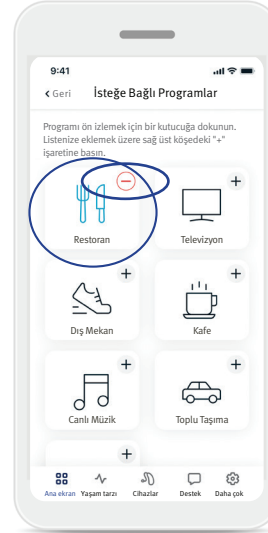 9:41
Geri
İsteğe Bağlı Programlar
Programı ön izlemek için bir kutucuğa dokunun.
Listenize eklemek üzere sağ üst köşedeki "+"
işaretine basın.
Restoran
Televizyon
Dış Mekan
Kafe
Canlı Müzik
Toplu Taşıma
Ana ekran Yaşam tarzı Cihazlar Destek Daha çok